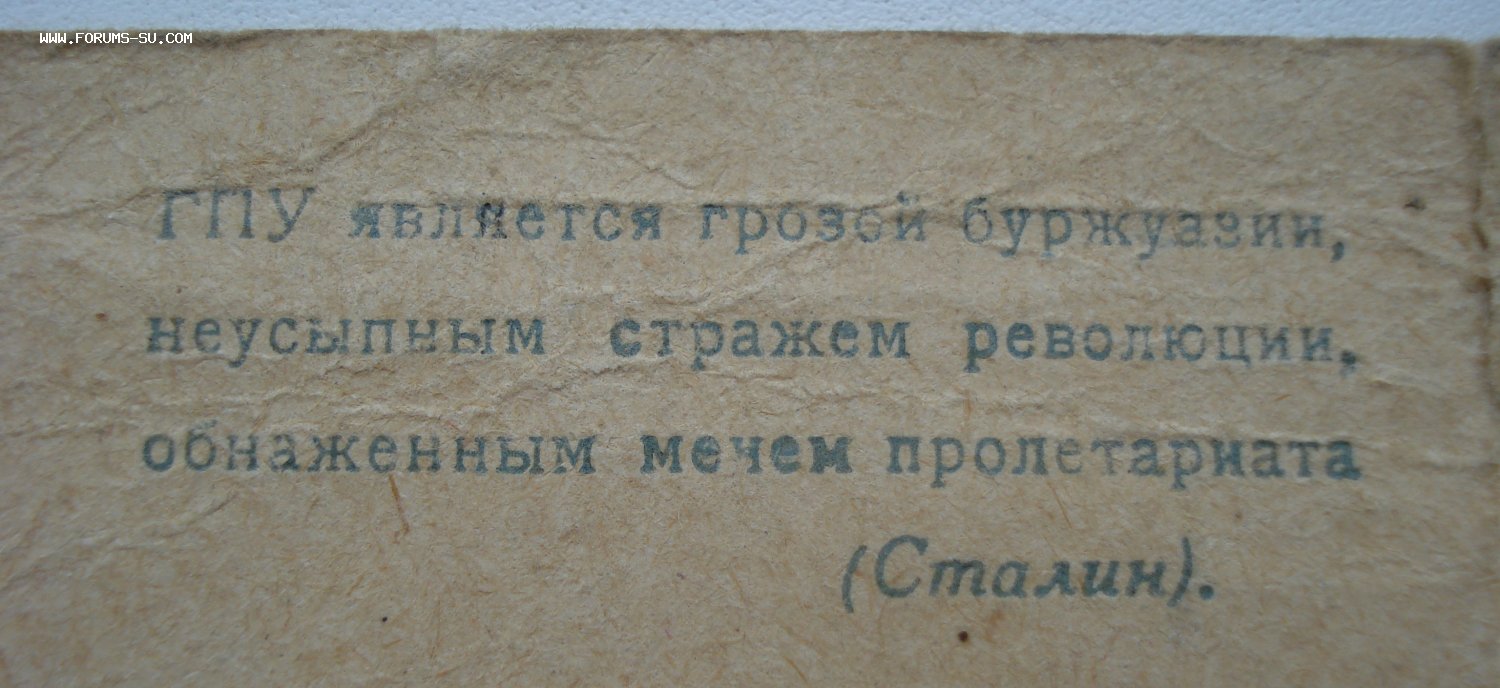 WWW.FORUMS-SU.COM
ГПУ является грозой буржуазии,
неусыпным стражем революции,
обнаженным мечем пролетариата
(Сталин).